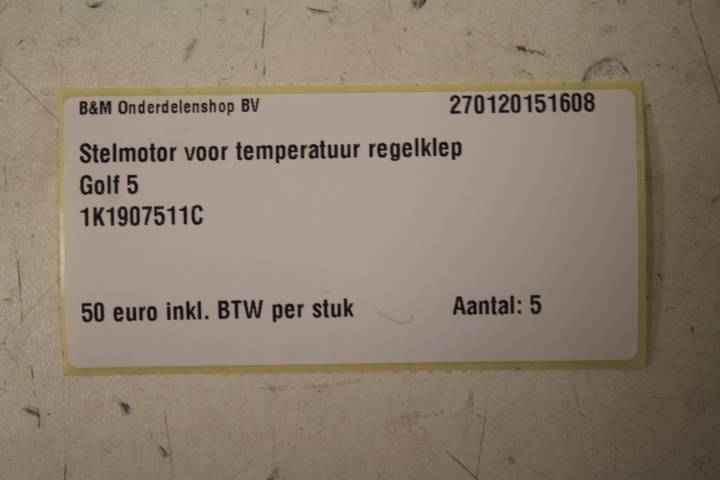 B&M Onderdelenshop BV 270120151608
Stelmotor voor temperatuur regelklep
Golf 5
1K1907511C
50 euro inkl. BTW per stuk Aantal: 5